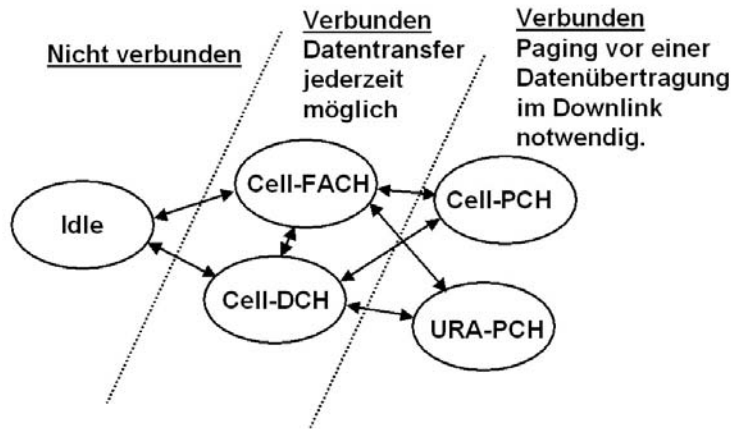 Nicht verbunden
Verbunden
Datentransfer
jederzeit
möglich
Verbunden
Paging vor einer
Datenübertragung
im Downlink
notwendig.
Idle
Cell-FACH
Cell-DCH
Cell-PCH
URA-PCH